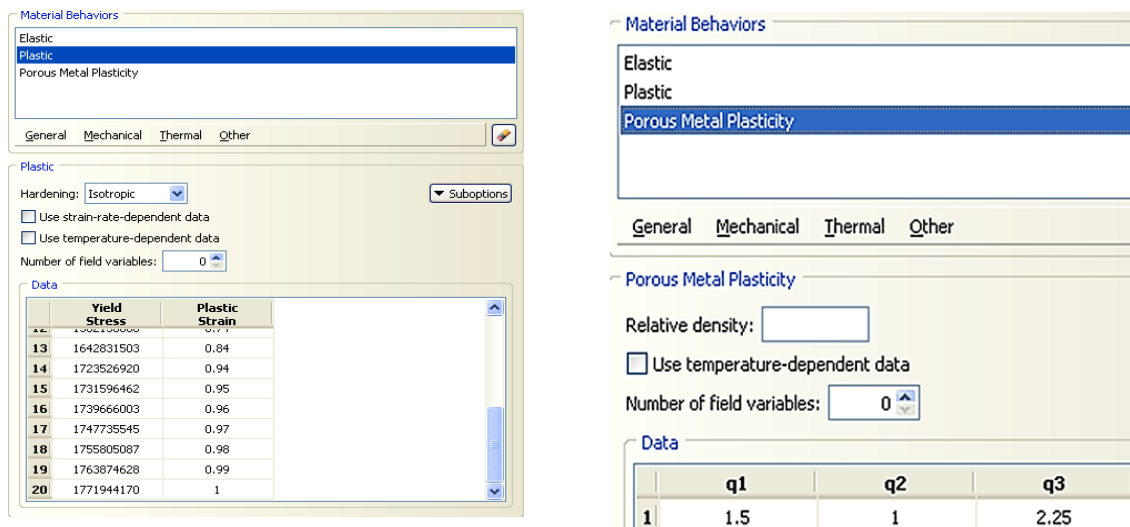 Material Behaviors
Elastic
Plastic
Porous Metal Plasticity
General Mechanical Thermal Other
Plastic
Hardening: Isotropic
Suboptions
Use strain-rate-dependent data
Use temperature-dependent data
Number of field variables: 0
Data
Yield Stress Plastic Strain
13 1642831503 0.84
14 1723526920 0.94
15 1731596462 0.95
16 1739666003 0.96
17 1747735545 0.97
18 1755805087 0.98
19 1763874628 0.99
20 1771944170 1
Material Behaviors
Elastic
Plastic
Porous Metal Plasticity
General Mechanical Thermal Other
Porous Metal Plasticity
Relative density:
Use temperature-dependent data
Number of field variables: 0
Data
q1 q2 q3
1 1.5 1 2.25